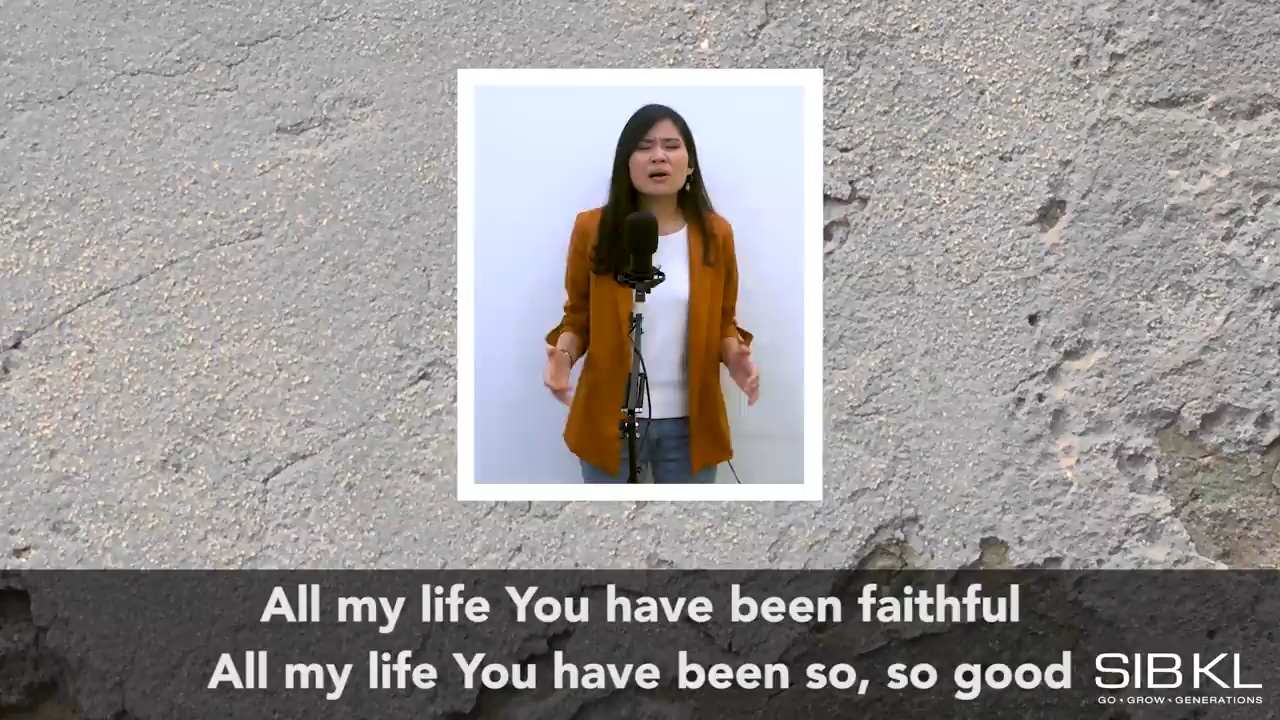 All my life You have been faithful
All my life You have been so, so good
SIBKL
GO • GROW • GENERATIONS